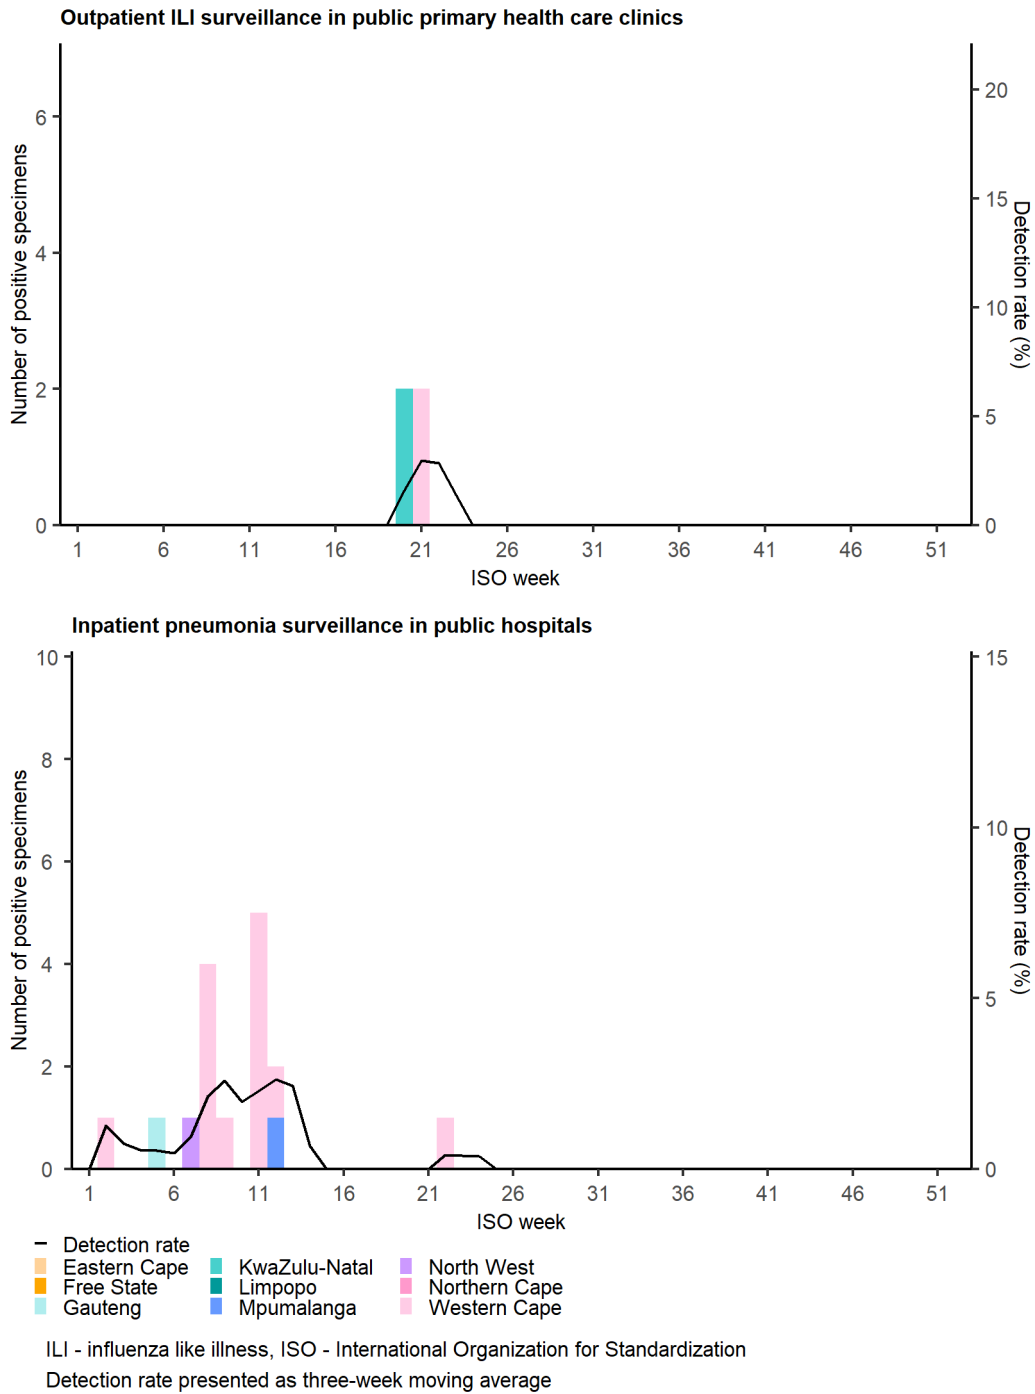 Outpatient ILI surveillance in public primary health care clinics
Number of positive specimens
6
4
2
0
20
15
10
5
0
Detection rate (%)
1 6 11 16 21 26 31 36 41 46 51
ISO week
Inpatient pneumonia surveillance in public hospitals
Number of positive specimens
10
8
6
4
2
0
15
10
5
0
Detection rate (%)
1 6 11 16 21 26 31 36 41 46 51
ISO week
Detection rate
Eastern Cape KwaZulu-Natal North West
Free State Limpopo Northern Cape
Gauteng Mpumalanga Western Cape
ILI - influenza like illness, ISO - International Organization for Standardization
Detection rate presented as three-week moving average